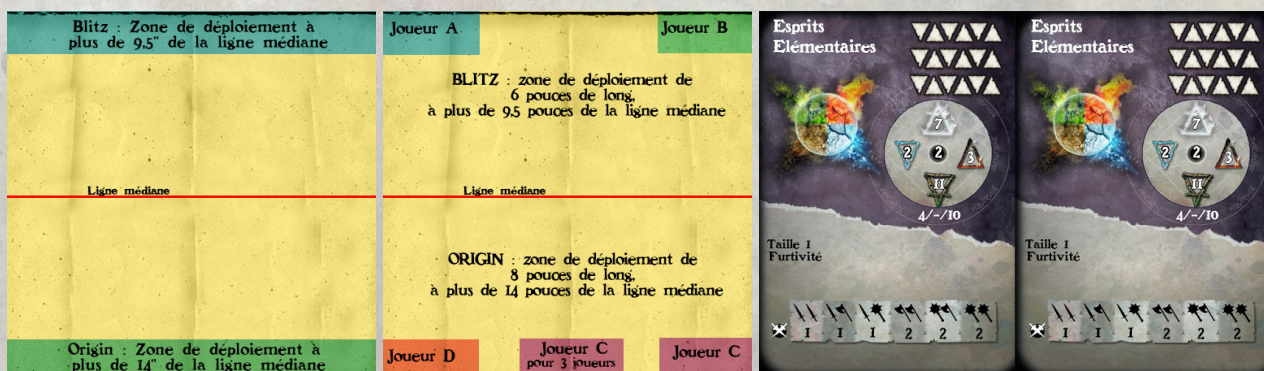 Blitz : Zone de déploiement à
plus de 9,5" de la ligne médiane
Ligne médiane
Origin : Zone de déploiement à
plus de 14" de la ligne médiane
Joueur A
Joueur B
BLITZ : zone de déploiement de
6 pouces de long,
à plus de 9,5 pouces de la ligne médiane
Ligne médiane
ORIGIN : zone de déploiement de
8 pouces de long,
à plus de 14 pouces de la ligne médiane
Joueur D
Joueur C
pour 3 joueurs
Joueur C
Esprits
Elémentaires
7
2 2 3
11
4/-/10
Taille 1
Furtivité
1 1 1 2 2 2
Esprits
Elémentaires
7
2 2 3
11
4/-/10
Taille 1
Furtivité
1 1 1 2 2 2